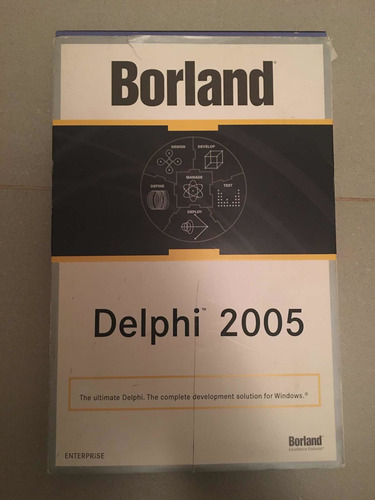 Borland®
DESIGN DEVELOP
DEFINE MANAGE TEST
DEPLOY
Delphi™ 2005
The ultimate Delphi. The complete development solution for Windows.®
ENTERPRISE
Borland®